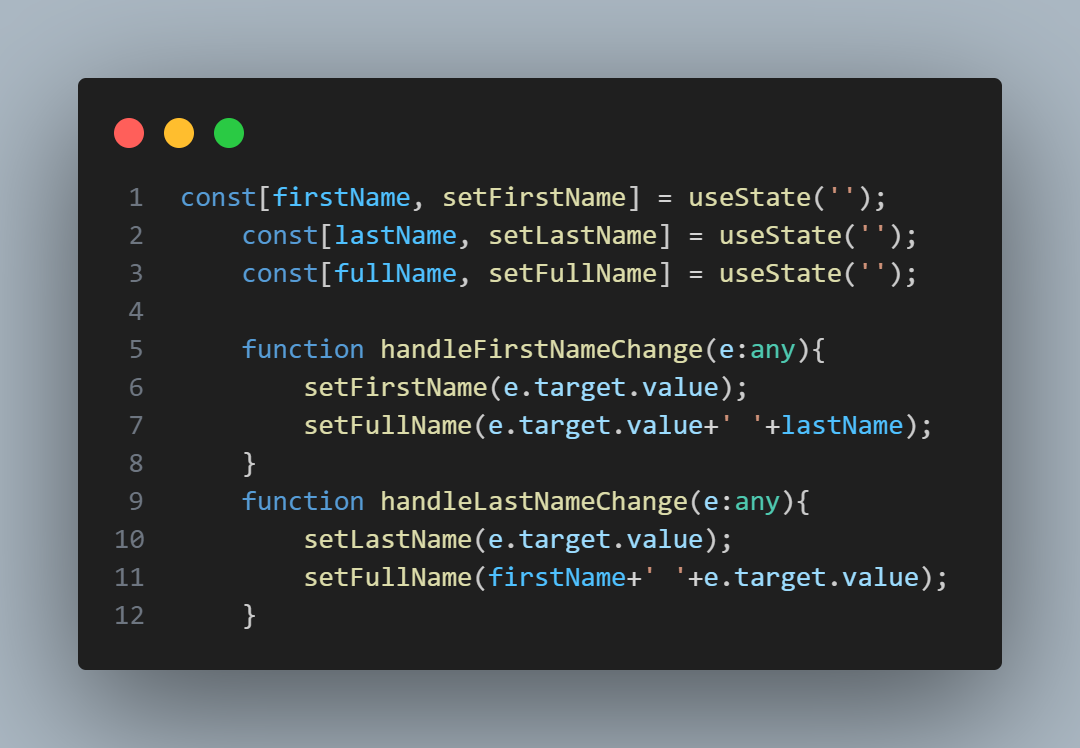 1 const[firstName, setFirstName] = useState('');
2     const[lastName, setLastName] = useState('');
3     const[fullName, setFullName] = useState('');
4
5     function handleFirstNameChange(e:any){
6         setFirstName(e.target.value);
7         setFullName(e.target.value+' '+lastName);
8     }
9     function handleLastNameChange(e:any){
10         setLastName(e.target.value);
11         setFullName(firstName+' '+e.target.value);
12     }